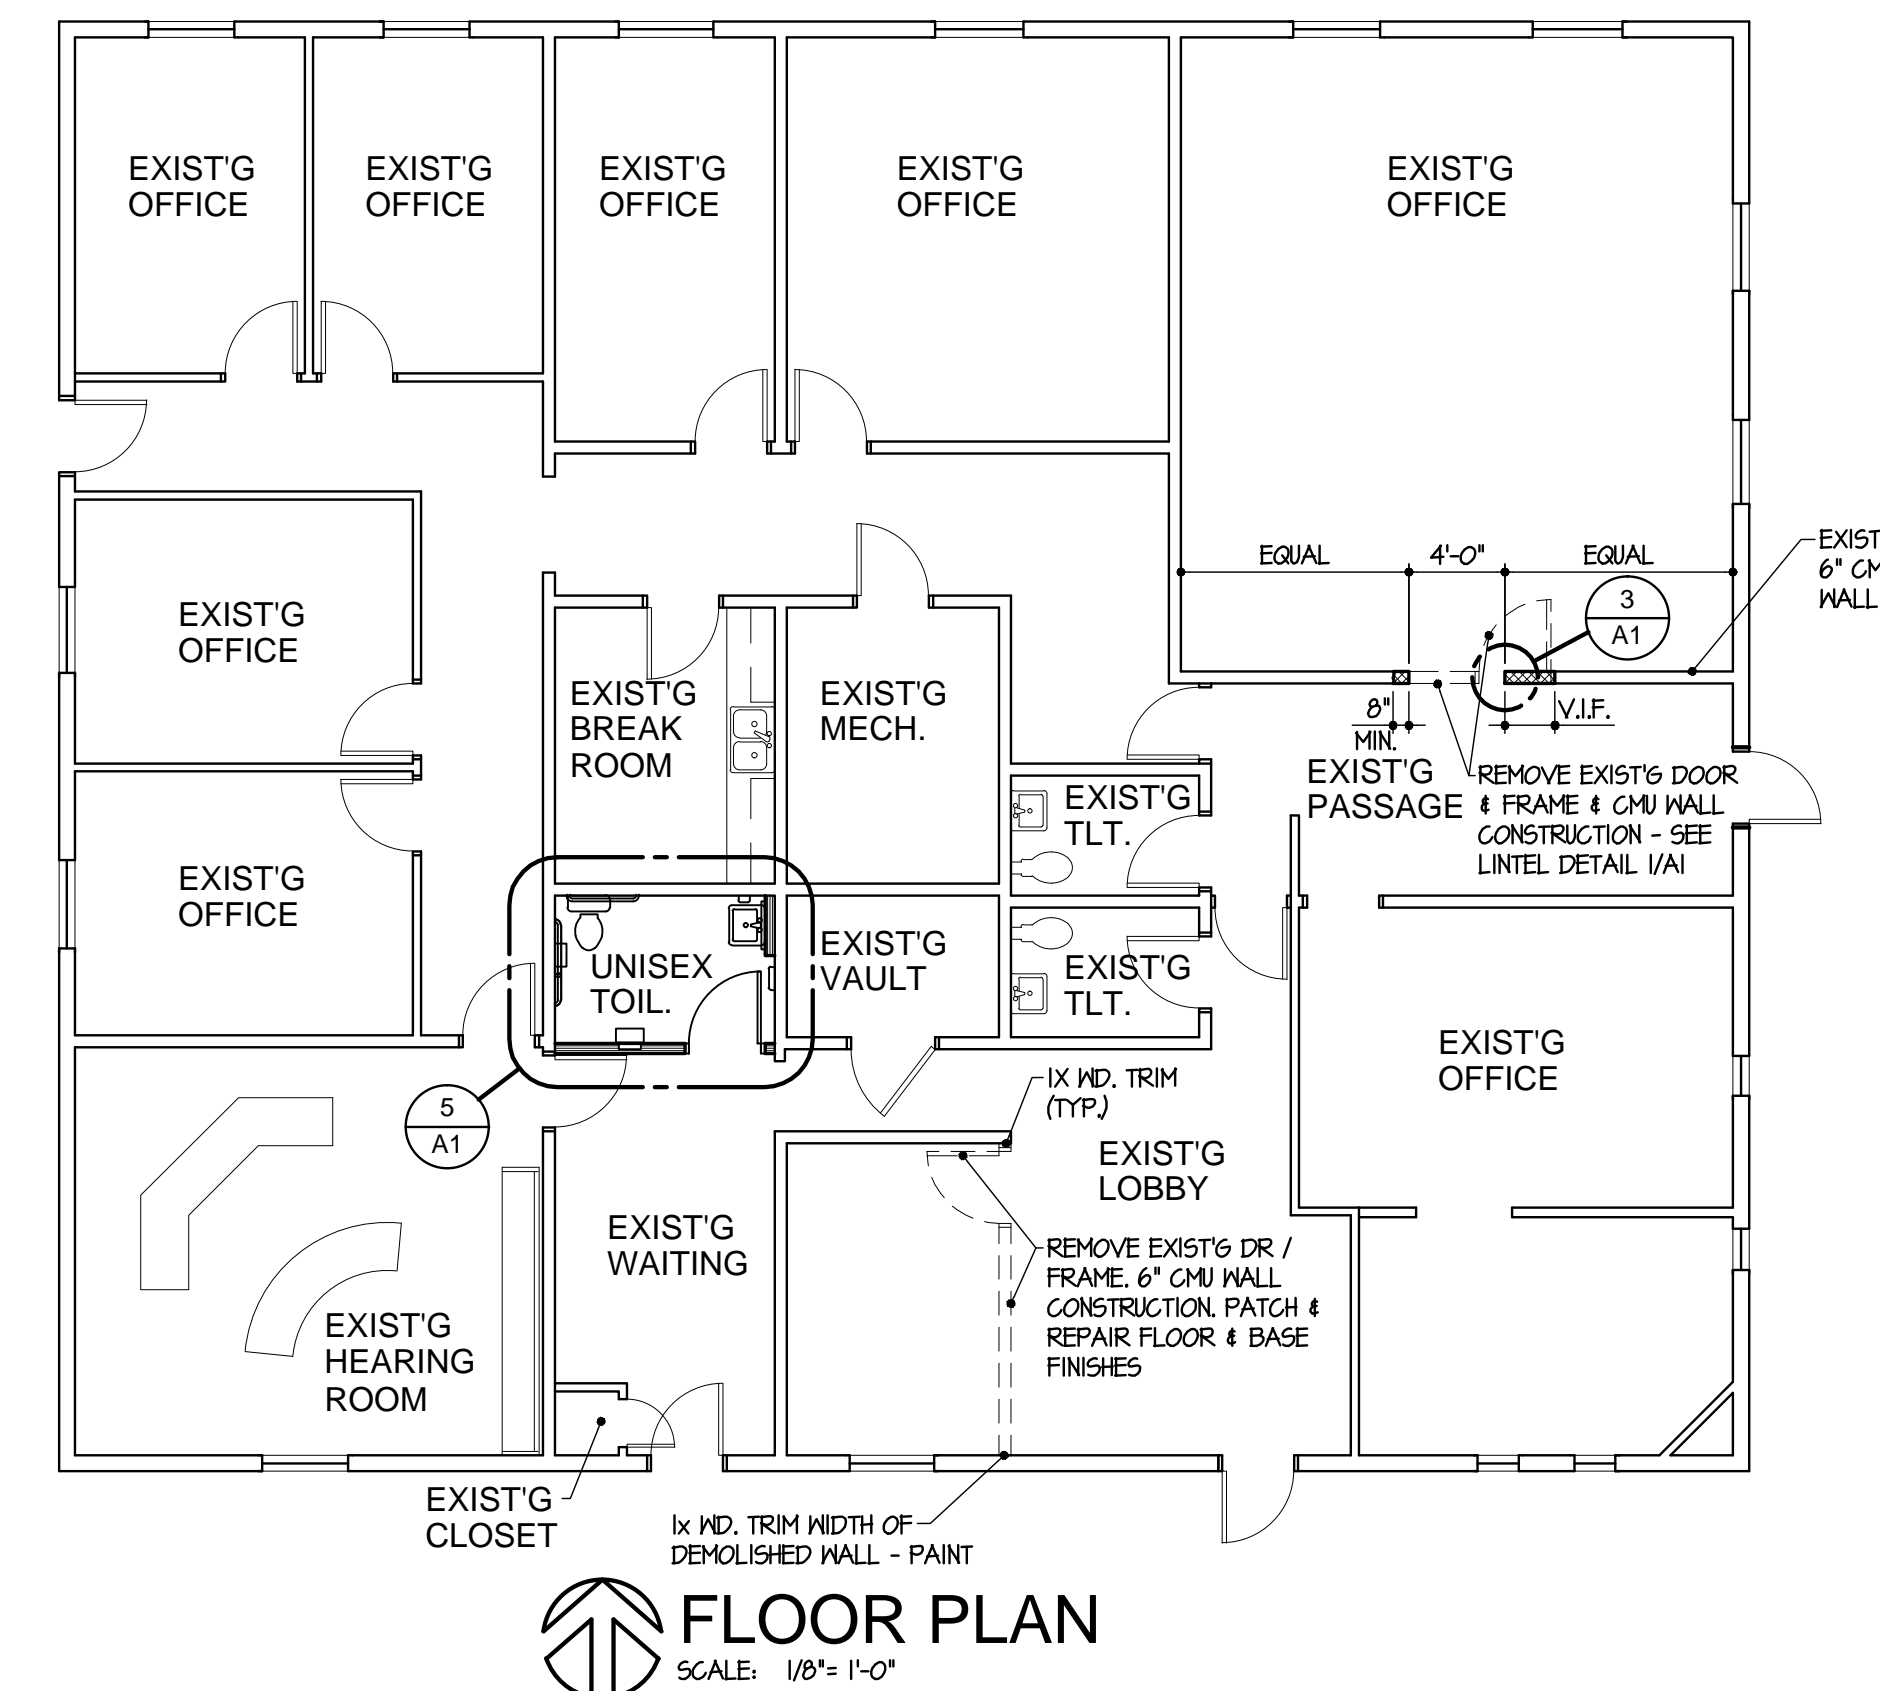 EXIST'G
OFFICE
EXIST'G
OFFICE
EXIST'G
OFFICE
EXIST'G
OFFICE
EXIST'G
OFFICE
EQUAL
4'-0"
EQUAL
EXIST
6" CM
WALL
3
A1
EXIST'G
OFFICE
EXIST'G
BREAK
ROOM
EXIST'G
MECH.
8"
MIN.
V.I.F.
EXIST'G
PASSAGE
REMOVE EXIST'G DOOR
& FRAME & CMU WALL
CONSTRUCTION - SEE
LINTEL DETAIL 1/A1
EXIST'G
TLT.
EXIST'G
OFFICE
UNISEX
TOIL.
EXIST'G
VAULT
EXIST'G
TLT.
EXIST'G
OFFICE
5
A1
1X WD. TRIM
(TYP.)
EXIST'G
LOBBY
EXIST'G
WAITING
REMOVE EXIST'G DR /
FRAME. 6" CMU WALL
CONSTRUCTION. PATCH &
REPAIR FLOOR & BASE
FINISHES
EXIST'G
HEARING
ROOM
EXIST'G
CLOSET
1x WD. TRIM WIDTH OF
DEMOLISHED WALL - PAINT
FLOOR PLAN
SCALE: 1/8"= 1'-0"